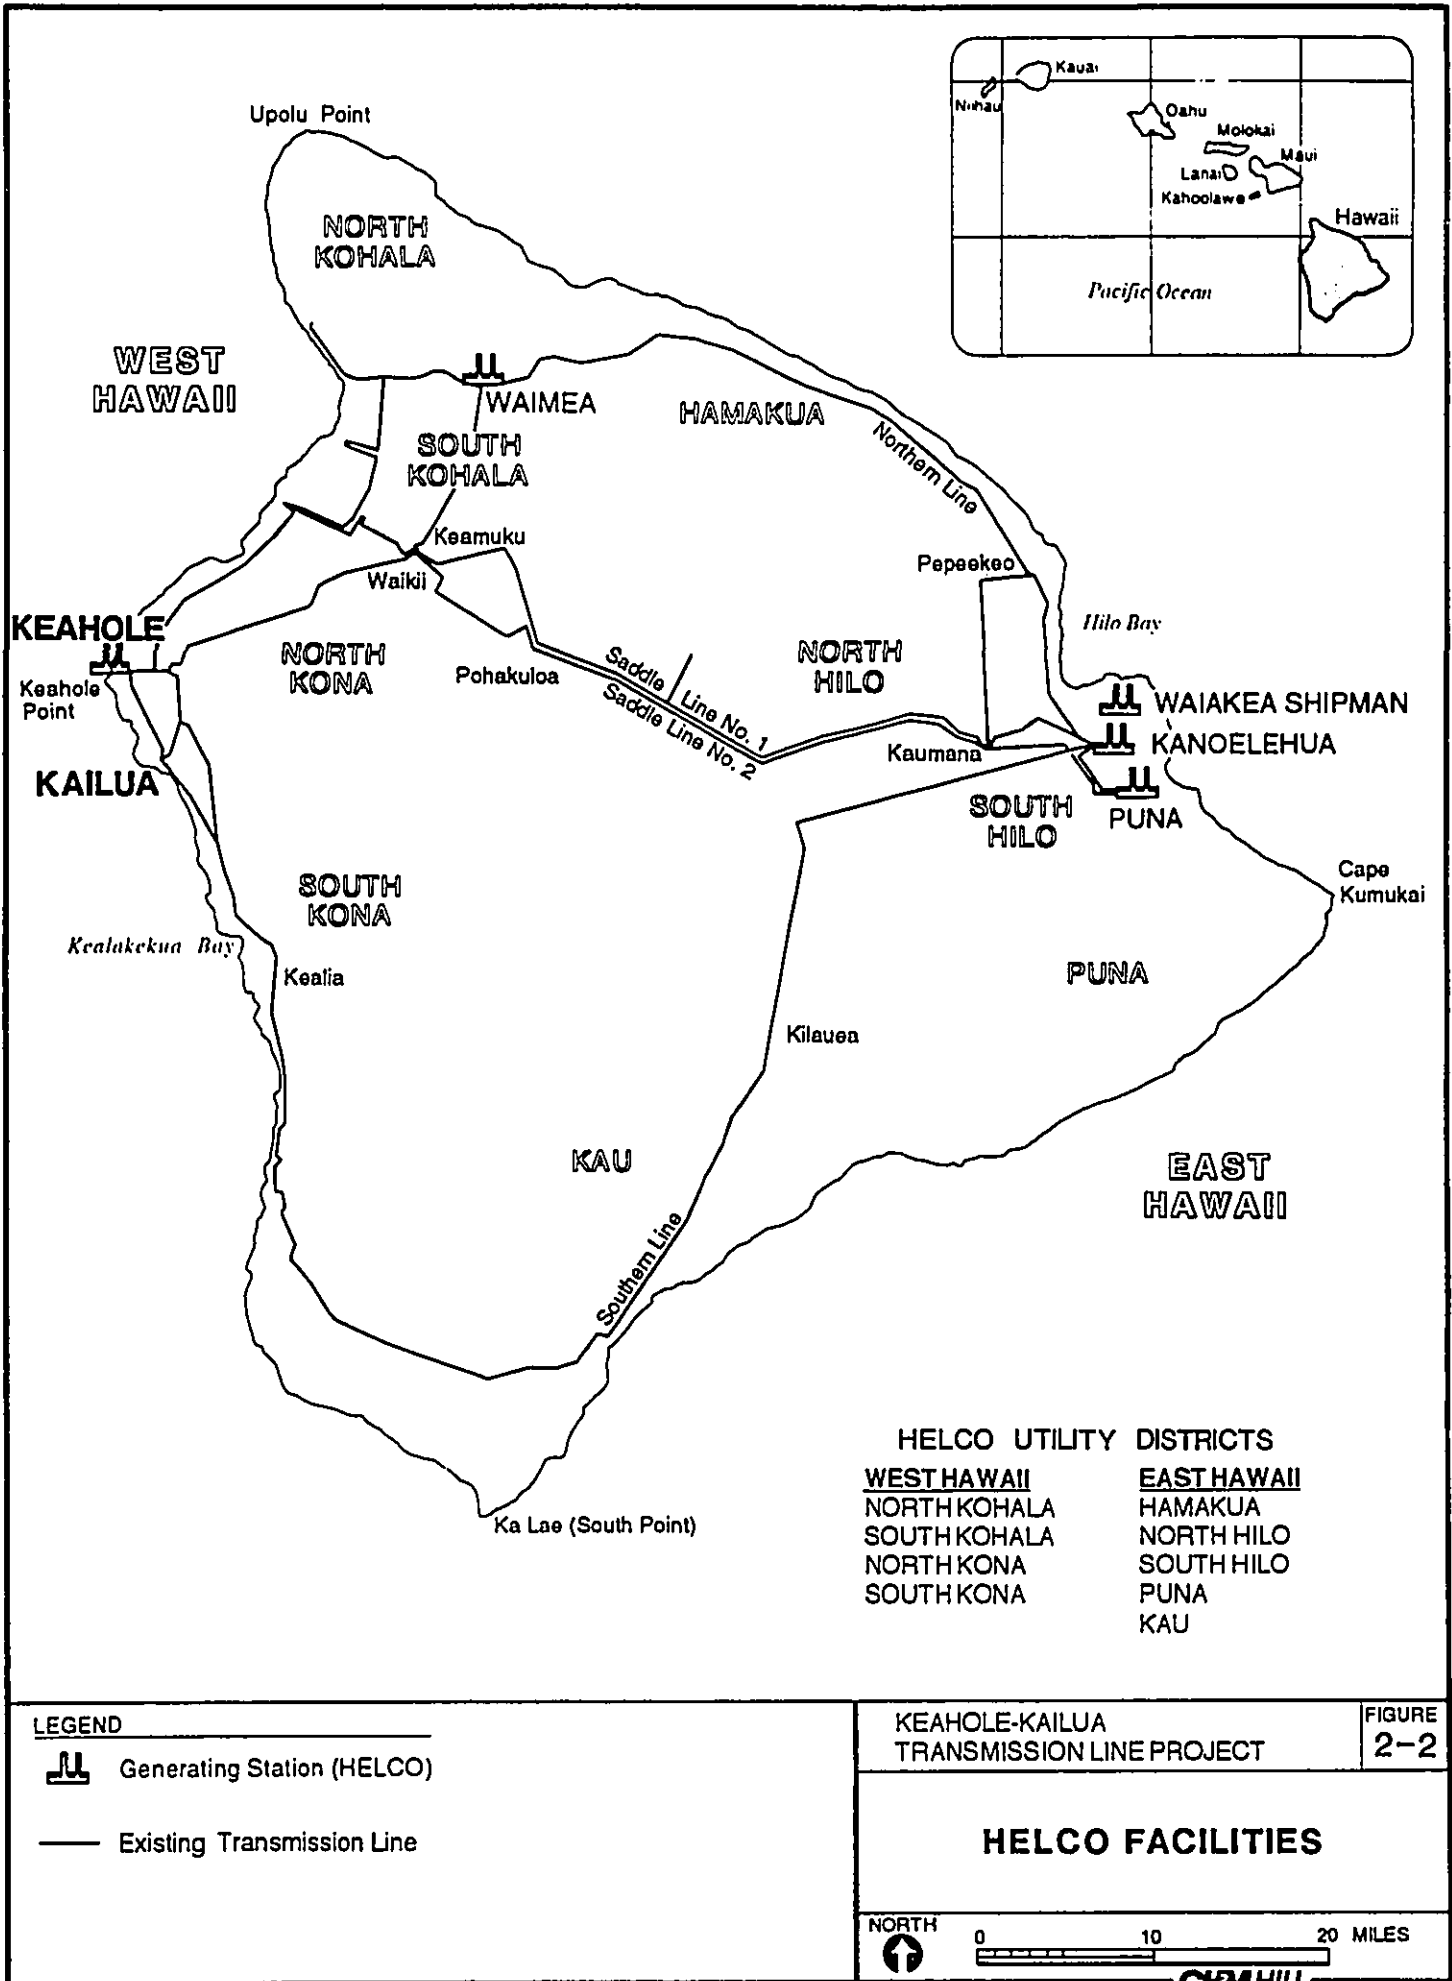 Upolu Point
Kauai
Niihau
Oahu
Molokai
Lanai
Maui
Kahoolawe
Hawaii
Pacific Ocean
NORTH
KOHALA
WEST
HAWAII
WAIMEA
HAMAKUA
SOUTH
KOHALA
Northern Line
Keamuku
Waikii
Pepeekeo
Hilo Bay
KEAHOLE
Keahole
Point
NORTH
KONA
Pohakuloa
Saddle Line No. 1
Saddle Line No. 2
NORTH
HILO
WAIAKEA SHIPMAN
KANOELEHUA
Kaumana
KAILUA
SOUTH
HILO
PUNA
Cape
Kumukai
SOUTH
KONA
Kealakekua Bay
Kealia
PUNA
Kilauea
KAU
EAST
HAWAII
Southern Line
Ka Lae (South Point)
HELCO UTILITY DISTRICTS
WEST HAWAII EAST HAWAII
NORTH KOHALA HAMAKUA
SOUTH KOHALA NORTH HILO
NORTH KONA SOUTH HILO
SOUTH KONA PUNA
KAU
LEGEND
Generating Station (HELCO)
Existing Transmission Line
KEAHOLE-KAILUA
TRANSMISSION LINE PROJECT
FIGURE
2-2
HELCO FACILITIES
NORTH
0 10 20 MILES